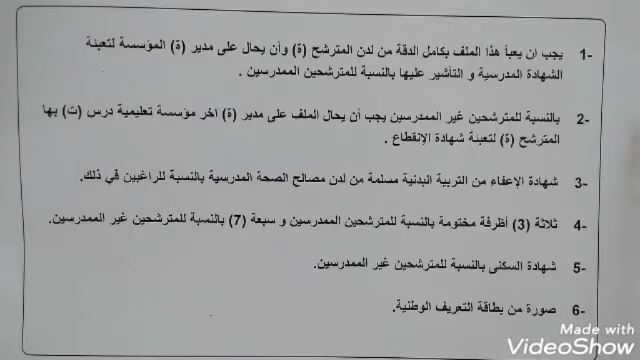 1- يجب ان يعبأ هذا الملف بكامل الدقة من لدن المترشح (ة) وأن يحال على مدير (ة) المؤسسة لتعبئة
الشهادة المدرسية و التأشير عليها بالنسبة للمترشحين الممدرسين .
2- بالنسبة للمترشحين غير الممدرسين يجب أن يحال الملف على مدير (ة) اخر مؤسسة تعليمية درس (ت) بها
المترشح (ة) لتعبئة شهادة الإنقطاع .
3- شهادة الإعفاء من التربية البدنية مسلمة من لدن مصالح الصحة المدرسية بالنسبة للراغبين في ذلك.
4- ثلاثة (3) أظرفة مختومة بالنسبة للمترشحين الممدرسين و سبعة (7) بالنسبة للمترشحين غير الممدرسين.
5- شهادة السكنى بالنسبة للمترشحين غير الممدرسين.
6- صورة من بطاقة التعريف الوطنية.
Made with
VideoShow